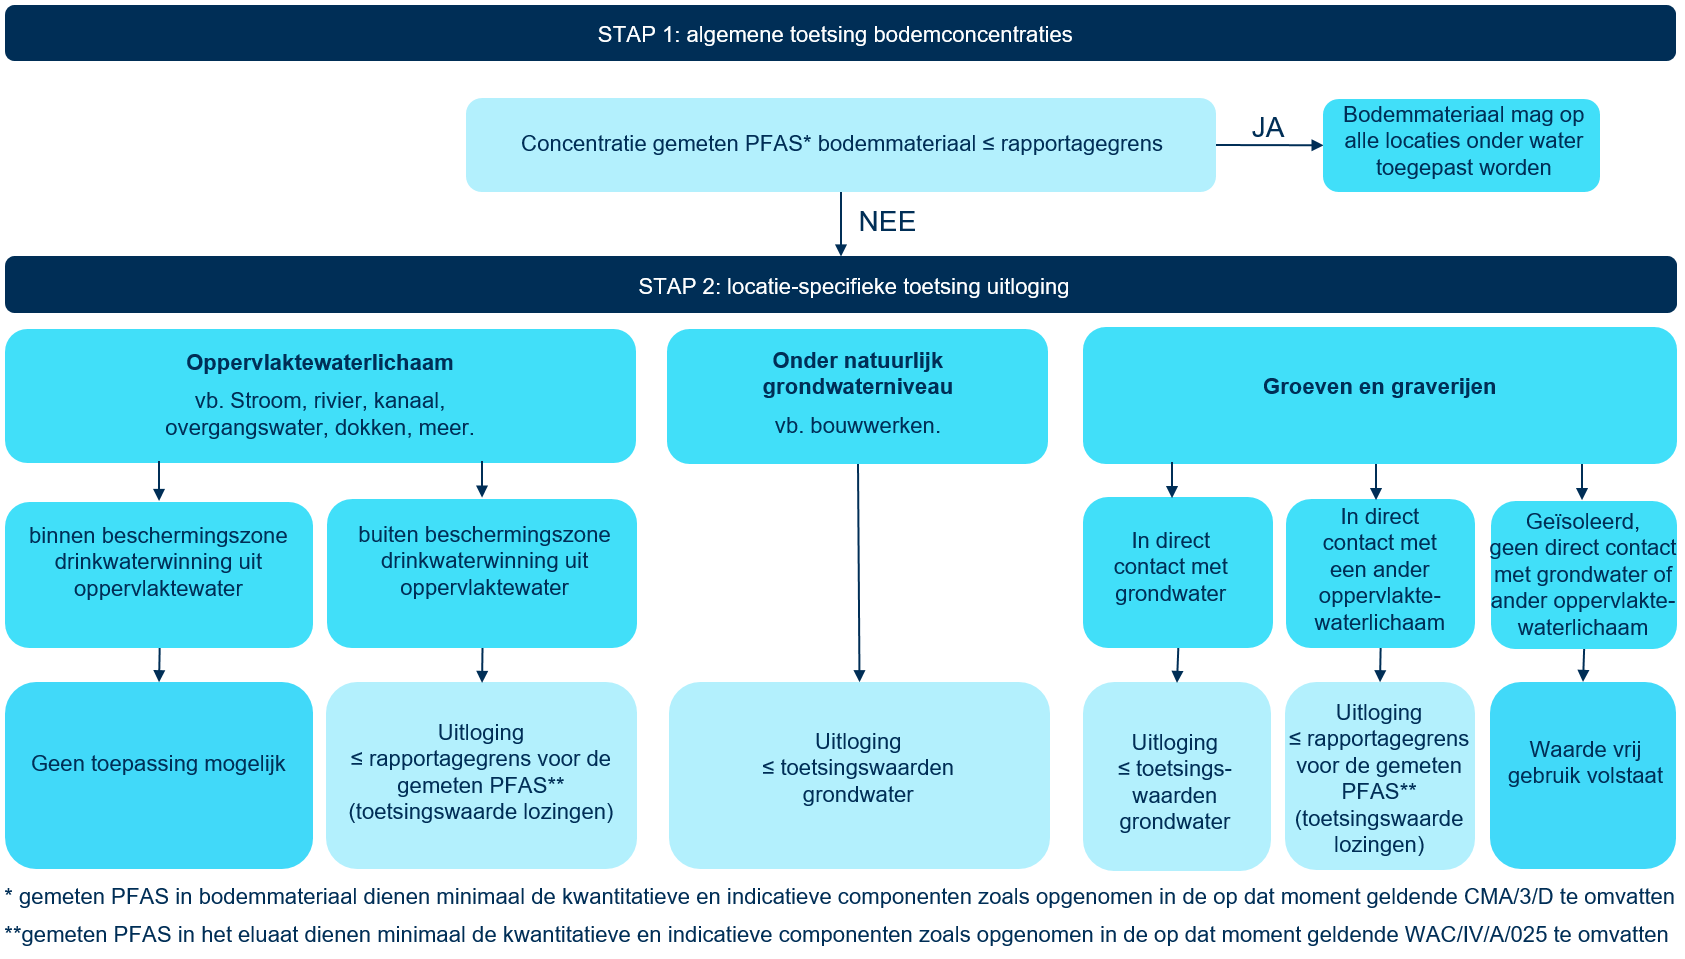 STAP 1: algemene toetsing bodemconcentraties
Concentratie gemeten PFAS* bodemmateriaal ≤ rapportagegrens
JA
Bodemmateriaal mag op
alle locaties onder water
toegepast worden
NEE
STAP 2: locatie-specifieke toetsing uitloging
Oppervlaktewaterlichaam
vb. Stroom, rivier, kanaal,
overgangswater, dokken, meer.
Onder natuurlijk
grondwaterniveau
vb. bouwwerken.
Groeven en graverijen
binnen beschermingszone
drinkwaterwinning uit
oppervlaktewater
buiten beschermingszone
drinkwaterwinning uit
oppervlaktewater
In direct
contact met
grondwater
In direct
contact met
een ander
oppervlakte-
waterlichaam
Geïsoleerd,
geen direct contact
met grondwater of
ander oppervlakte-
waterlichaam
Geen toepassing mogelijk
Uitloging
≤ rapportagegrens voor de
gemeten PFAS**
(toetsingswaarde lozingen)
Uitloging
≤ toetsingswaarden
grondwater
Uitloging
≤ toetsings-
waarden
grondwater
Uitloging
≤ rapportagegrens
voor de gemeten
PFAS**
(toetsingswaarde
lozingen)
Waarde vrij
gebruik volstaat
* gemeten PFAS in bodemmateriaal dienen minimaal de kwantitatieve en indicatieve componenten zoals opgenomen in de op dat moment geldende CMA/3/D te omvatten
**gemeten PFAS in het eluaat dienen minimaal de kwantitatieve en indicatieve componenten zoals opgenomen in de op dat moment geldende WAC/IV/A/025 te omvatten